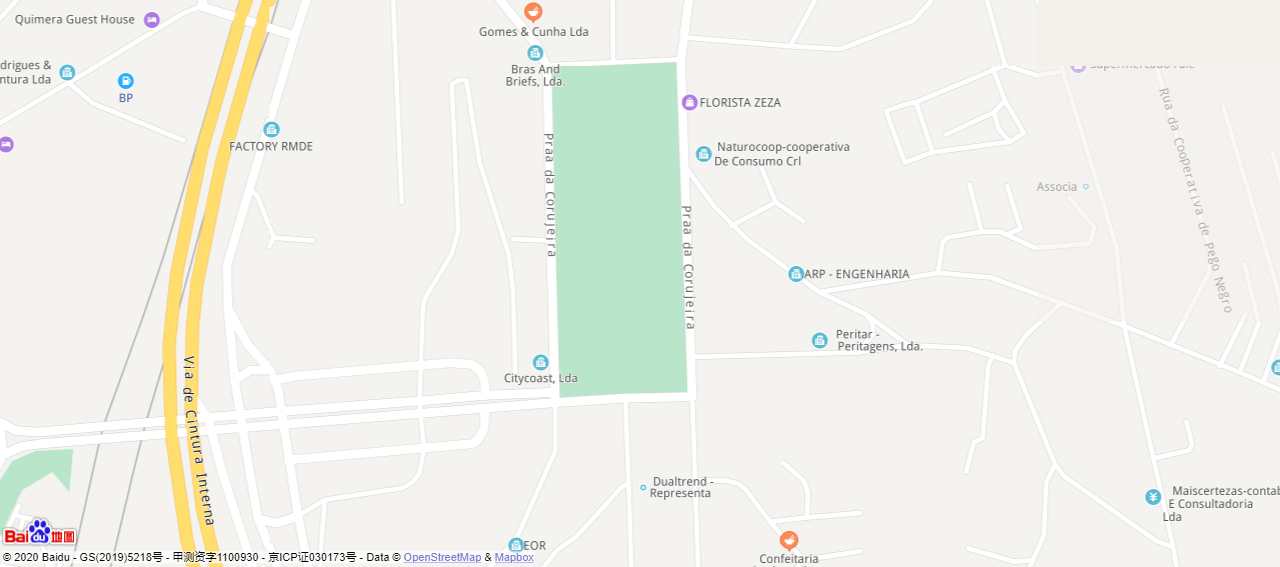 Quimera Guest House
Gomes & Cunha Lda
drigues &
ntura Lda
BP
Bras And
Briefs, Lda.
FLORISTA ZEZA
FACTORY RMDE
Naturocoop-cooperativa
De Consumo Crl
Praa da Corujeira
Praa da Corujeira
Associa
Rua da Cooperativa de Pego Negro
ARP - ENGENHARIA
Peritar -
Peritagens, Lda.
Citycoast, Lda
Via de Cintura Interna
Dualtrend -
Representa
Maiscertezas-contab
E Consultadoria
Lda
EOR
Confeitaria
Bai du 地图
© 2020 Baidu - GS(2019)5218号 - 甲测资字1100930 - 京ICP证030173号 - Data © OpenStreetMap & Mapbox